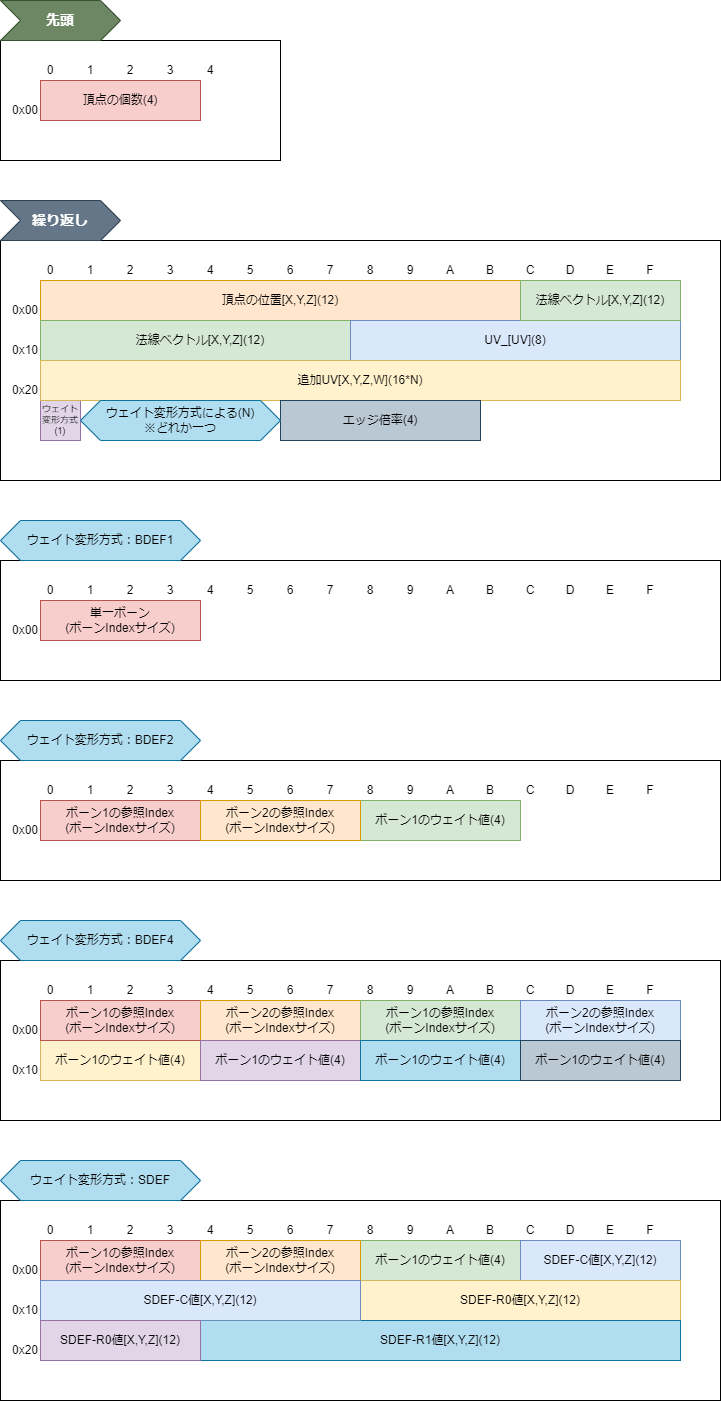 先頭
0 1 2 3 4
0x00 頂点の個数(4)
繰り返し
0 1 2 3 4 5 6 7 8 9 A B C D E F
0x00 頂点の位置[X,Y,Z](12) 法線ベクトル[X,Y,Z](12)
0x10 法線ベクトル[X,Y,Z](12) UV_[UV](8)
0x20 追加UV[X,Y,Z,W](16*N)
ウェイト
変形方式
(1)
ウェイト変形方式による(N)
※どれか一つ
エッジ倍率(4)
ウェイト変形方式：BDEF1
0 1 2 3 4 5 6 7 8 9 A B C D E F
0x00
単一ボーン
(ボーンIndexサイズ)
ウェイト変形方式：BDEF2
0 1 2 3 4 5 6 7 8 9 A B C D E F
0x00
ボーン1の参照Index
(ボーンIndexサイズ)
ボーン2の参照Index
(ボーンIndexサイズ)
ボーン1のウェイト値(4)
ウェイト変形方式：BDEF4
0 1 2 3 4 5 6 7 8 9 A B C D E F
0x00
ボーン1の参照Index
(ボーンIndexサイズ)
ボーン2の参照Index
(ボーンIndexサイズ)
ボーン1の参照Index
(ボーンIndexサイズ)
ボーン2の参照Index
(ボーンIndexサイズ)
0x10 ボーン1のウェイト値(4) ボーン1のウェイト値(4) ボーン1のウェイト値(4) ボーン1のウェイト値(4)
ウェイト変形方式：SDEF
0 1 2 3 4 5 6 7 8 9 A B C D E F
0x00
ボーン1の参照Index
(ボーンIndexサイズ)
ボーン2の参照Index
(ボーンIndexサイズ)
ボーン1のウェイト値(4)
SDEF-C値[X,Y,Z](12)
0x10 SDEF-C値[X,Y,Z](12) SDEF-R0値[X,Y,Z](12)
0x20 SDEF-R0値[X,Y,Z](12) SDEF-R1値[X,Y,Z](12)